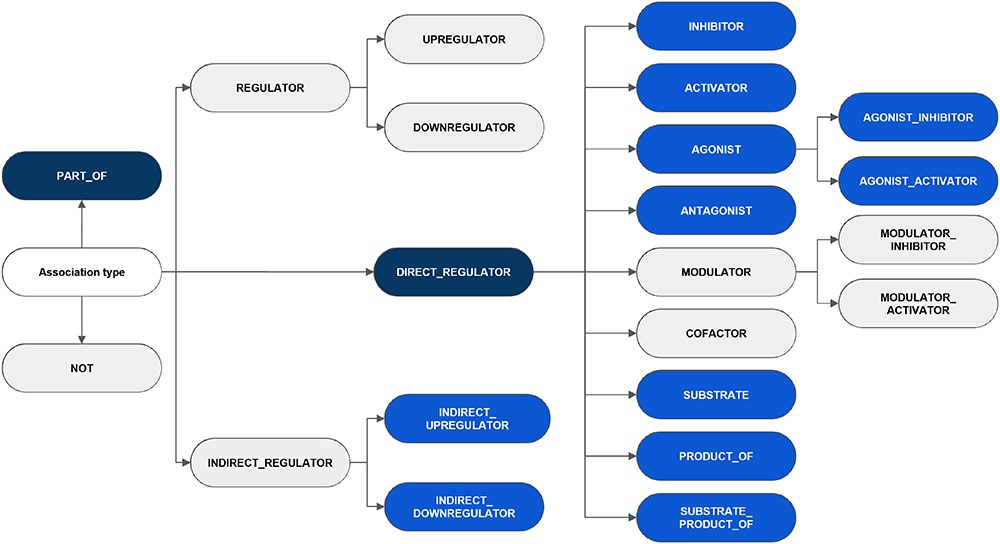 PART_OF
Association type
NOT
REGULATOR
UPREGULATOR
DOWNREGULATOR
DIRECT_REGULATOR
INDIRECT_REGULATOR
INDIRECT_
UPREGULATOR
INDIRECT_
DOWNREGULATOR
INHIBITOR
ACTIVATOR
AGONIST
ANTAGONIST
MODULATOR
COFACTOR
SUBSTRATE
PRODUCT_OF
SUBSTRATE_
PRODUCT_OF
AGONIST_INHIBITOR
AGONIST_ACTIVATOR
MODULATOR_
INHIBITOR
MODULATOR_
ACTIVATOR